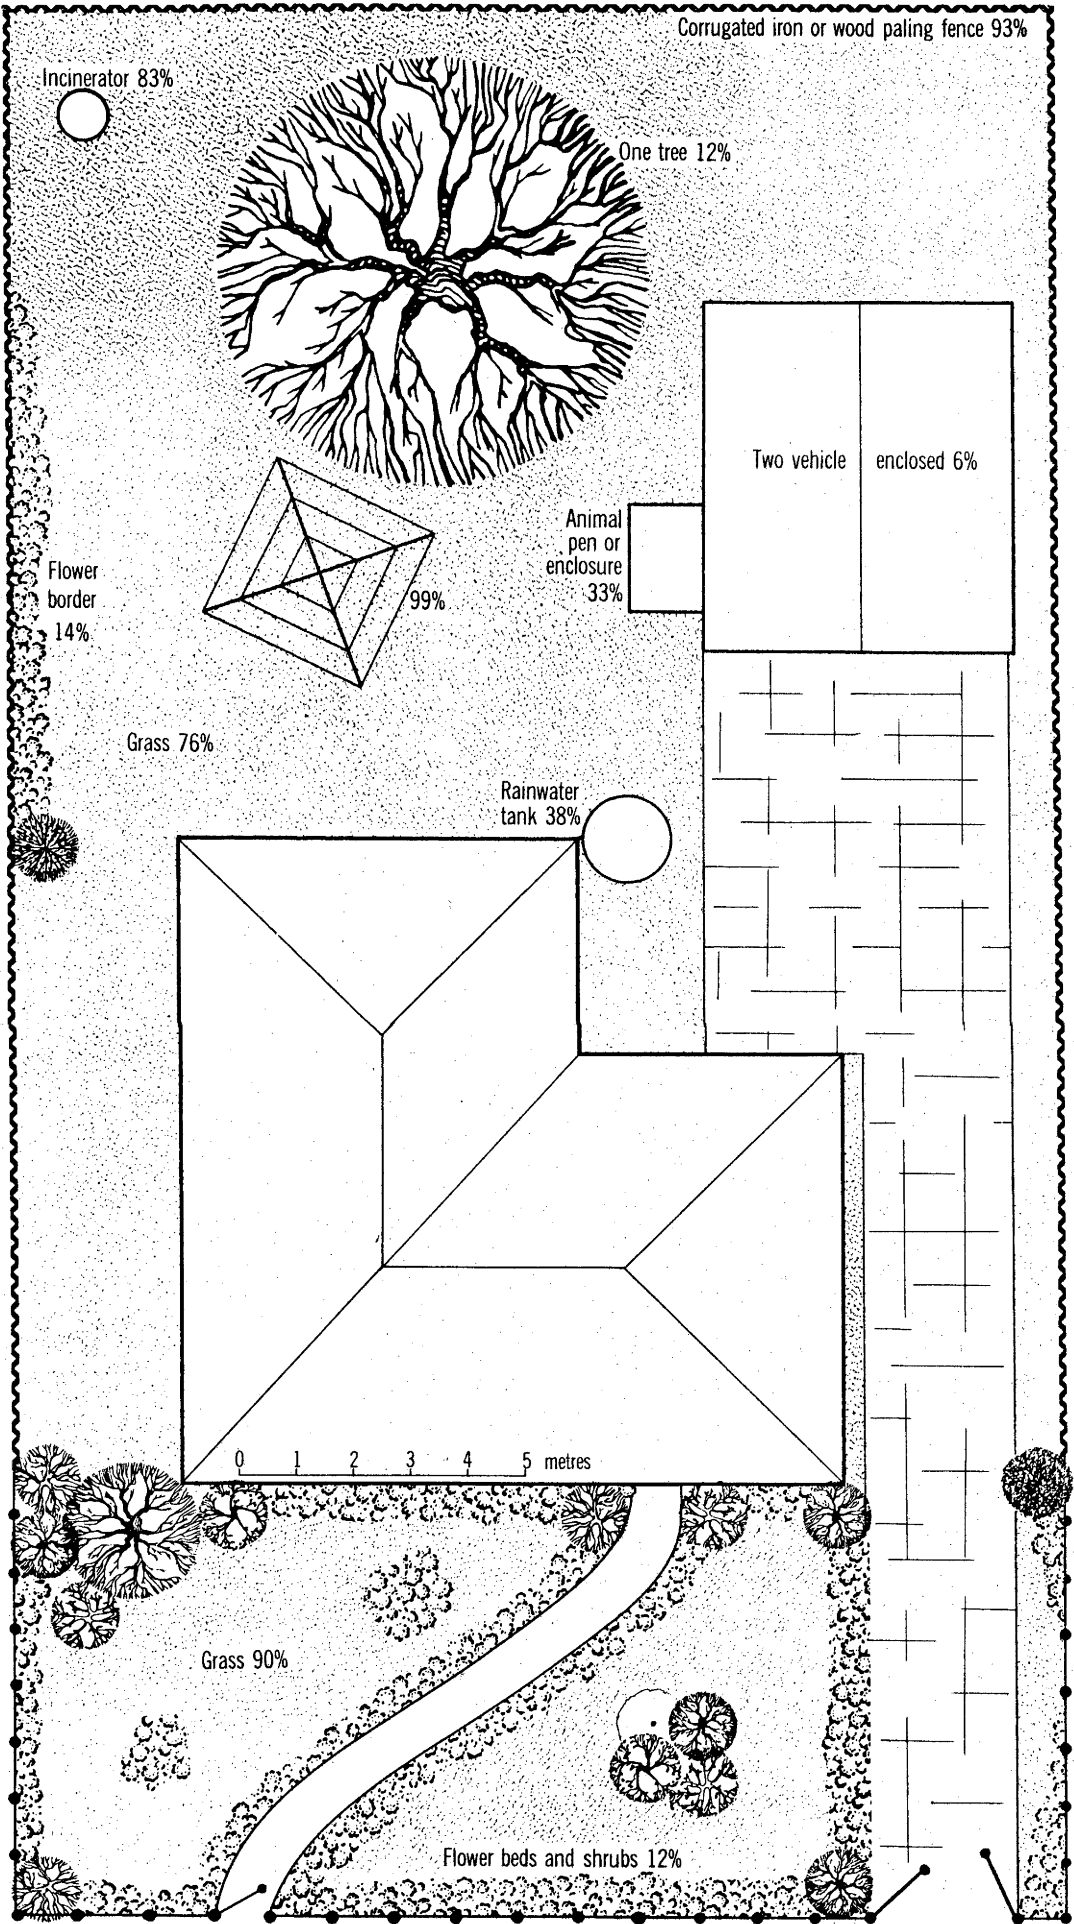 Corrugated iron or wood paling fence 93%
Incinerator 83%
One tree 12%
Two vehicle enclosed 6%
Animal
pen or
enclosure
33%
Flower
border
14%
99%
Grass 76%
Rainwater
tank 38%
0 1 2 3 4 5 metres
Grass 90%
Flower beds and shrubs 12%